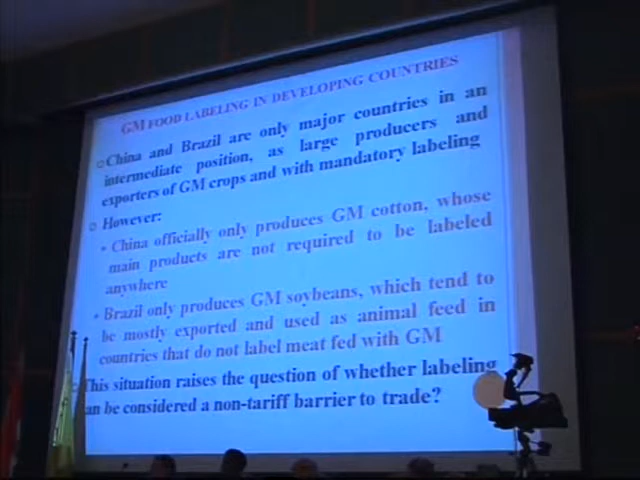 GM FOOD LABELING IN DEVELOPING COUNTRIES
China and Brazil are only major countries in an
intermediate position, as large producers and
exporters of GM crops and with mandatory labeling
However:
China officially only produces GM cotton, whose
main products are not required to be labeled
anywhere
Brazil only produces GM soybeans, which tend to
be mostly exported and used as animal feed in
countries that do not label meat fed with GM
This situation raises the question of whether labeling
an be considered a non-tariff barrier to trade?